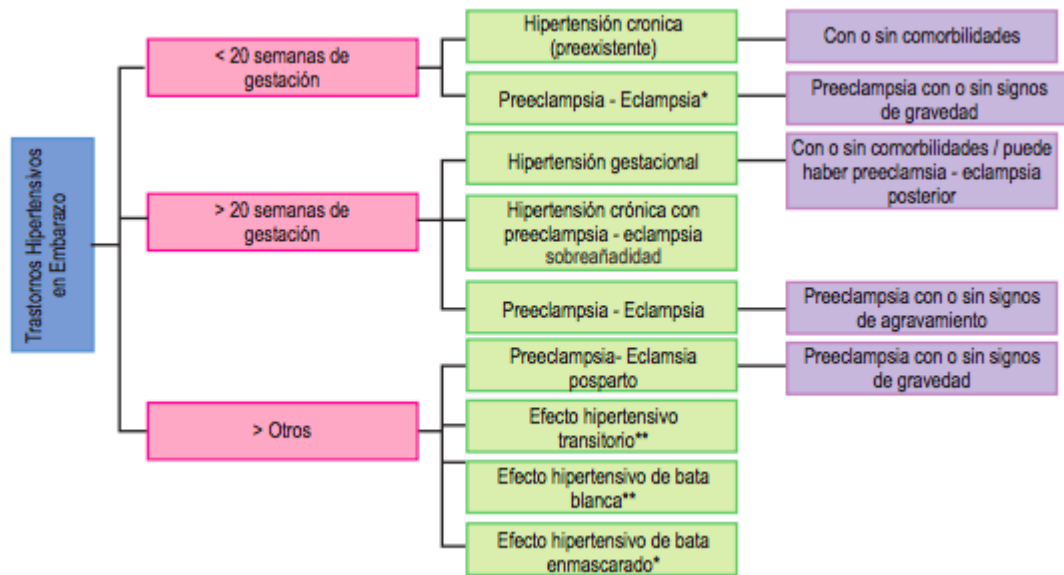 Trastornos Hipertensivos
en Embarazo
< 20 semanas de
gestación
Hipertensión cronica
(preexistente)
Con o sin comorbilidades
Preeclampsia - Eclampsia*
Preeclampsia con o sin signos
de gravedad
> 20 semanas de
gestación
Hipertensión gestacional
Con o sin comorbilidades / puede
haber preeclamsia - eclampsia
posterior
Hipertensión crónica con
preeclampsia - eclampsia
sobreañadidad
Preeclampsia - Eclampsia
Preeclampsia con o sin signos
de agravamiento
> Otros
Preeclampsia- Eclamsia
posparto
Preeclampsia con o sin signos
de gravedad
Efecto hipertensivo
transitorio**
Efecto hipertensivo de bata
blanca**
Efecto hipertensivo de bata
enmascarado*